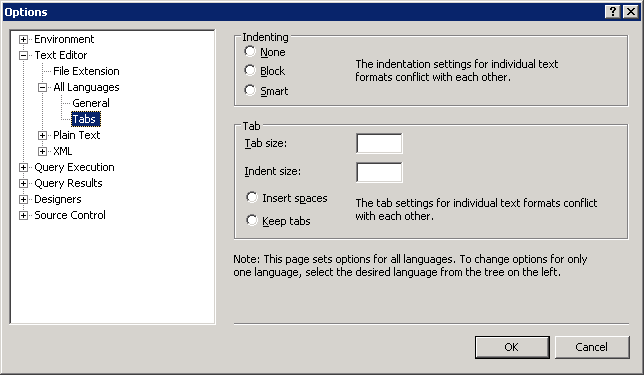 Options
Environment
Text Editor
File Extension
All Languages
General
Tabs
Plain Text
XML
Query Execution
Query Results
Designers
Source Control
Indenting
None
Block
Smart
The indentation settings for individual text
formats conflict with each other.
Tab
Tab size:
Indent size:
Insert spaces
Keep tabs
The tab settings for individual text formats conflict
with each other.
Note: This page sets options for all languages. To change options for only
one language, select the desired language from the tree on the left.
OK
Cancel